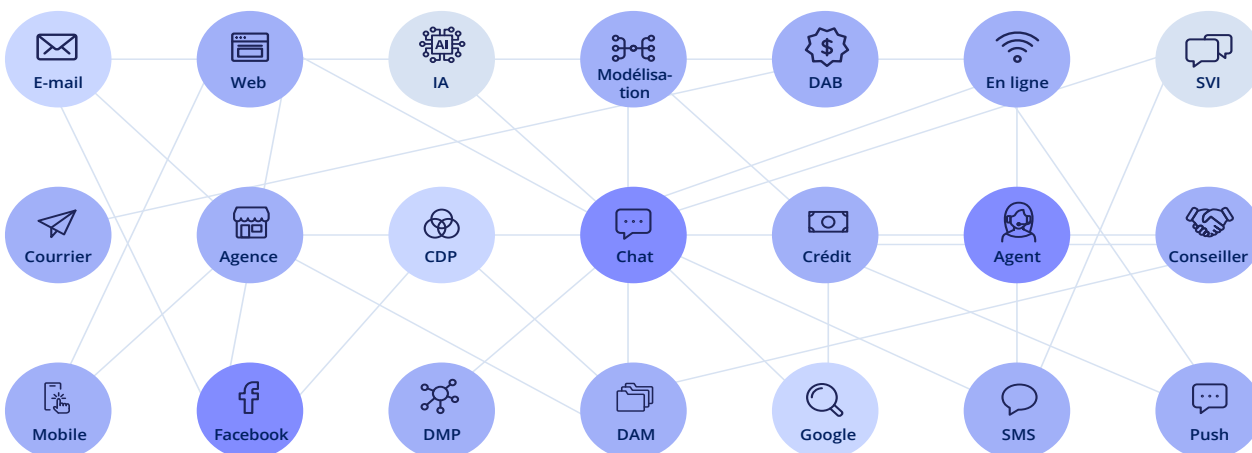 E-mail
Web
AI
IA
Modélisa-
tion
$
DAB
En ligne
SVI
Courrier
Agence
CDP
Chat
Crédit
Agent
Conseiller
Mobile
Facebook
DMP
DAM
Google
SMS
Push